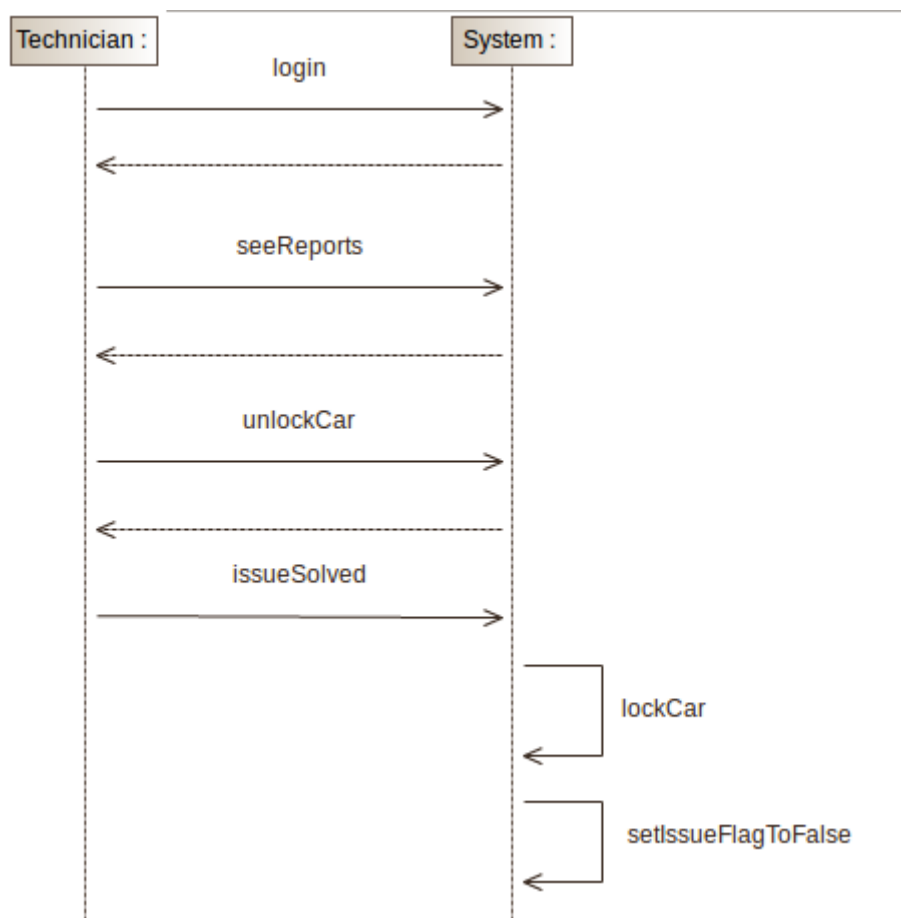 Technician :
System :
login
seeReports
unlockCar
issueSolved
lockCar
setIssueFlagToFalse